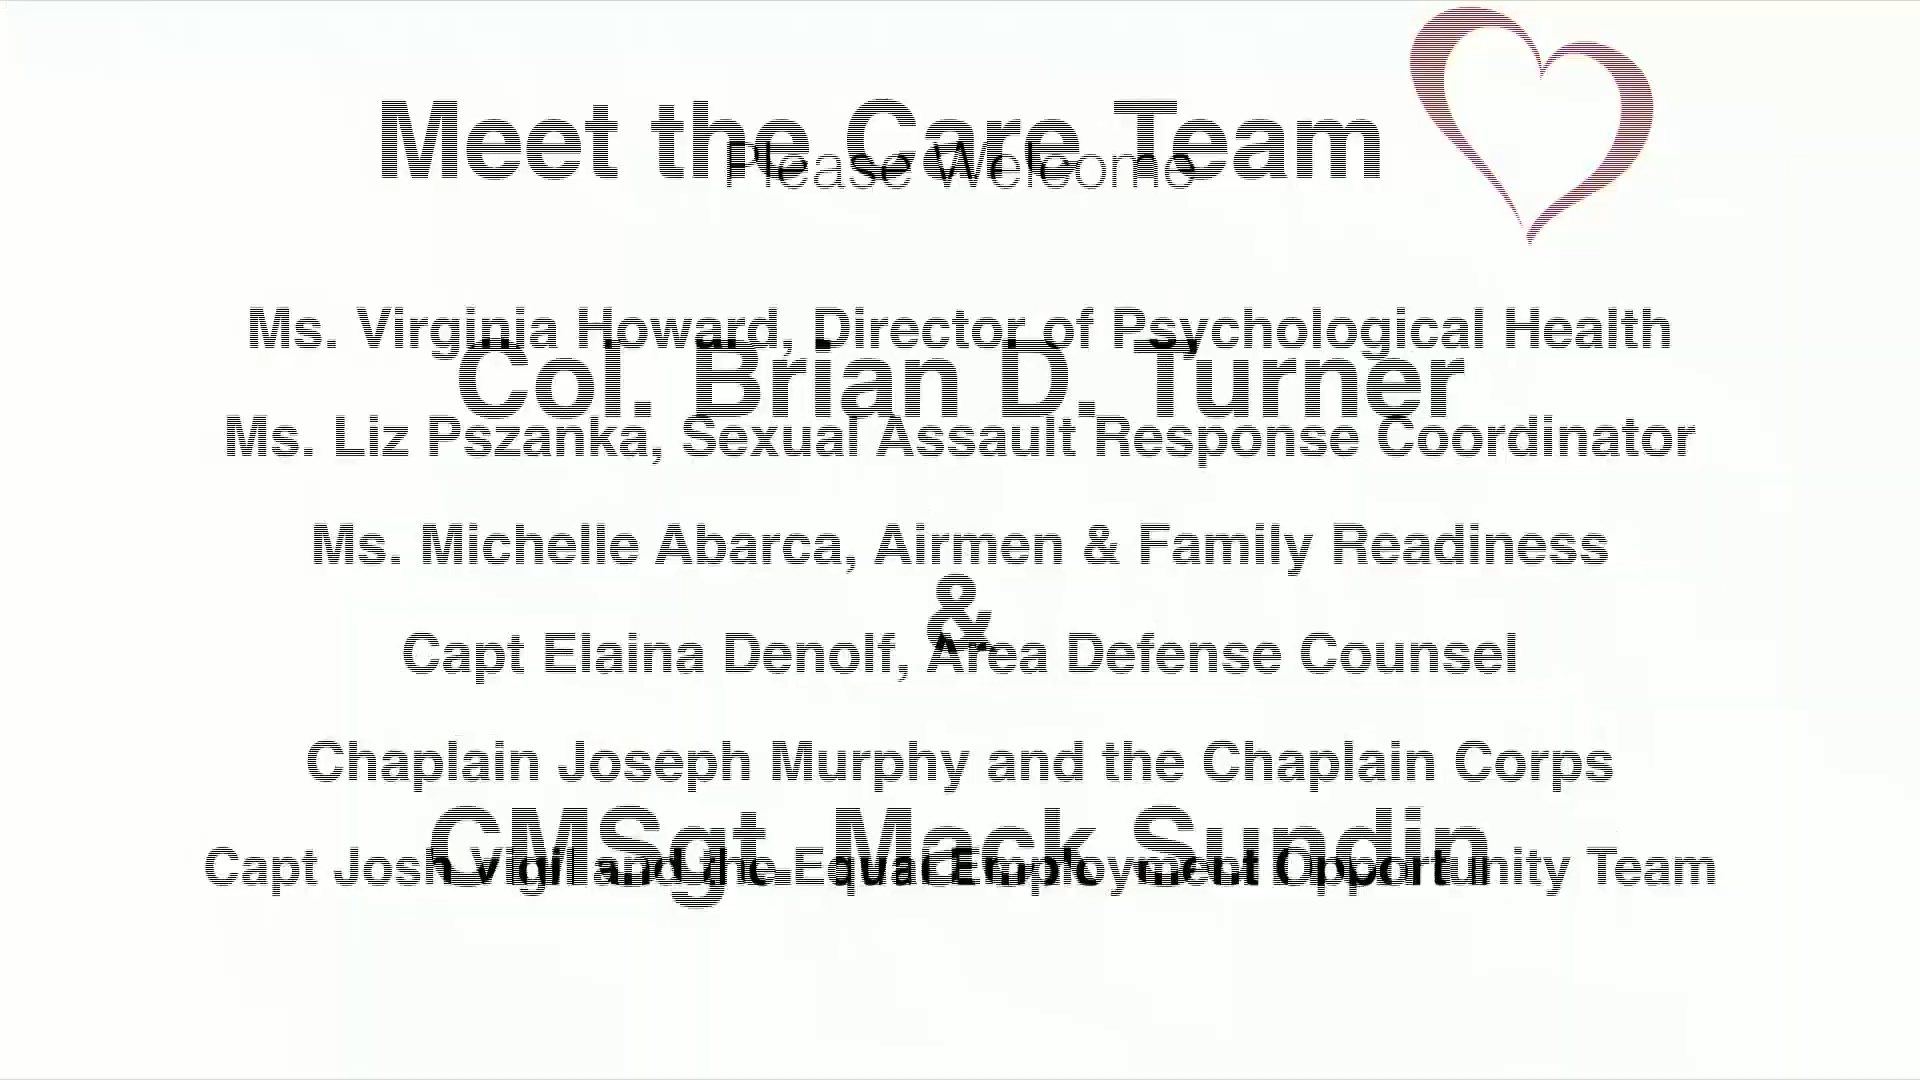 Meet the Care Team
Please Welcome
Ms. Virginia Howard, Director of Psychological Health
Col. Brian D. Turner
Ms. Liz Pszanka, Sexual Assault Response Coordinator
Ms. Michelle Abarca, Airmen & Family Readiness
&
Capt Elaina Denolf, Area Defense Counsel
Chaplain Joseph Murphy and the Chaplain Corps
CMSgt. Mack Sundin
Capt Josh Vigil and the Equal Employment Opportunity Team